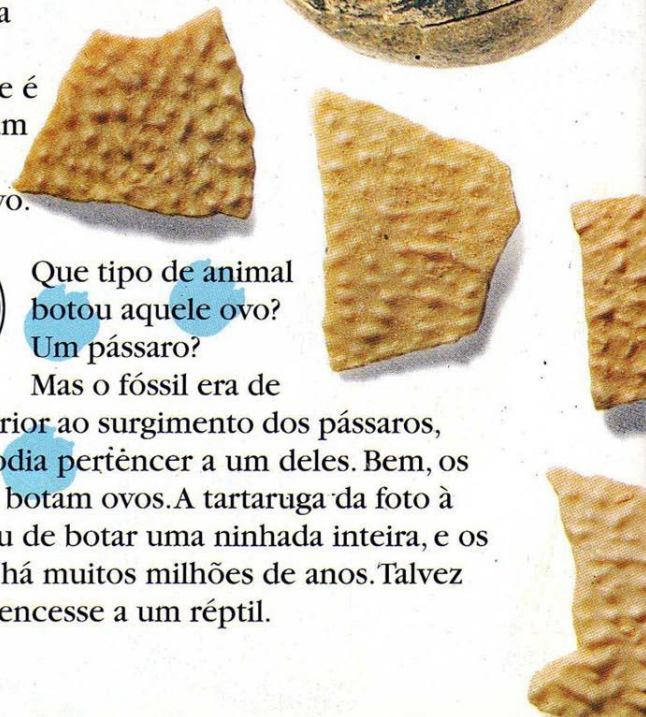 a
e é
m
vo.
Que tipo de animal
botou aquele ovo?
Um pássaro?
Mas o fóssil era de
rior ao surgimento dos pássaros,
odia pertencer a um deles. Bem, os
botam ovos. A tartaruga da foto à
u de botar uma ninhada inteira, e os
há muitos milhões de anos. Talvez
encesse a um réptil.